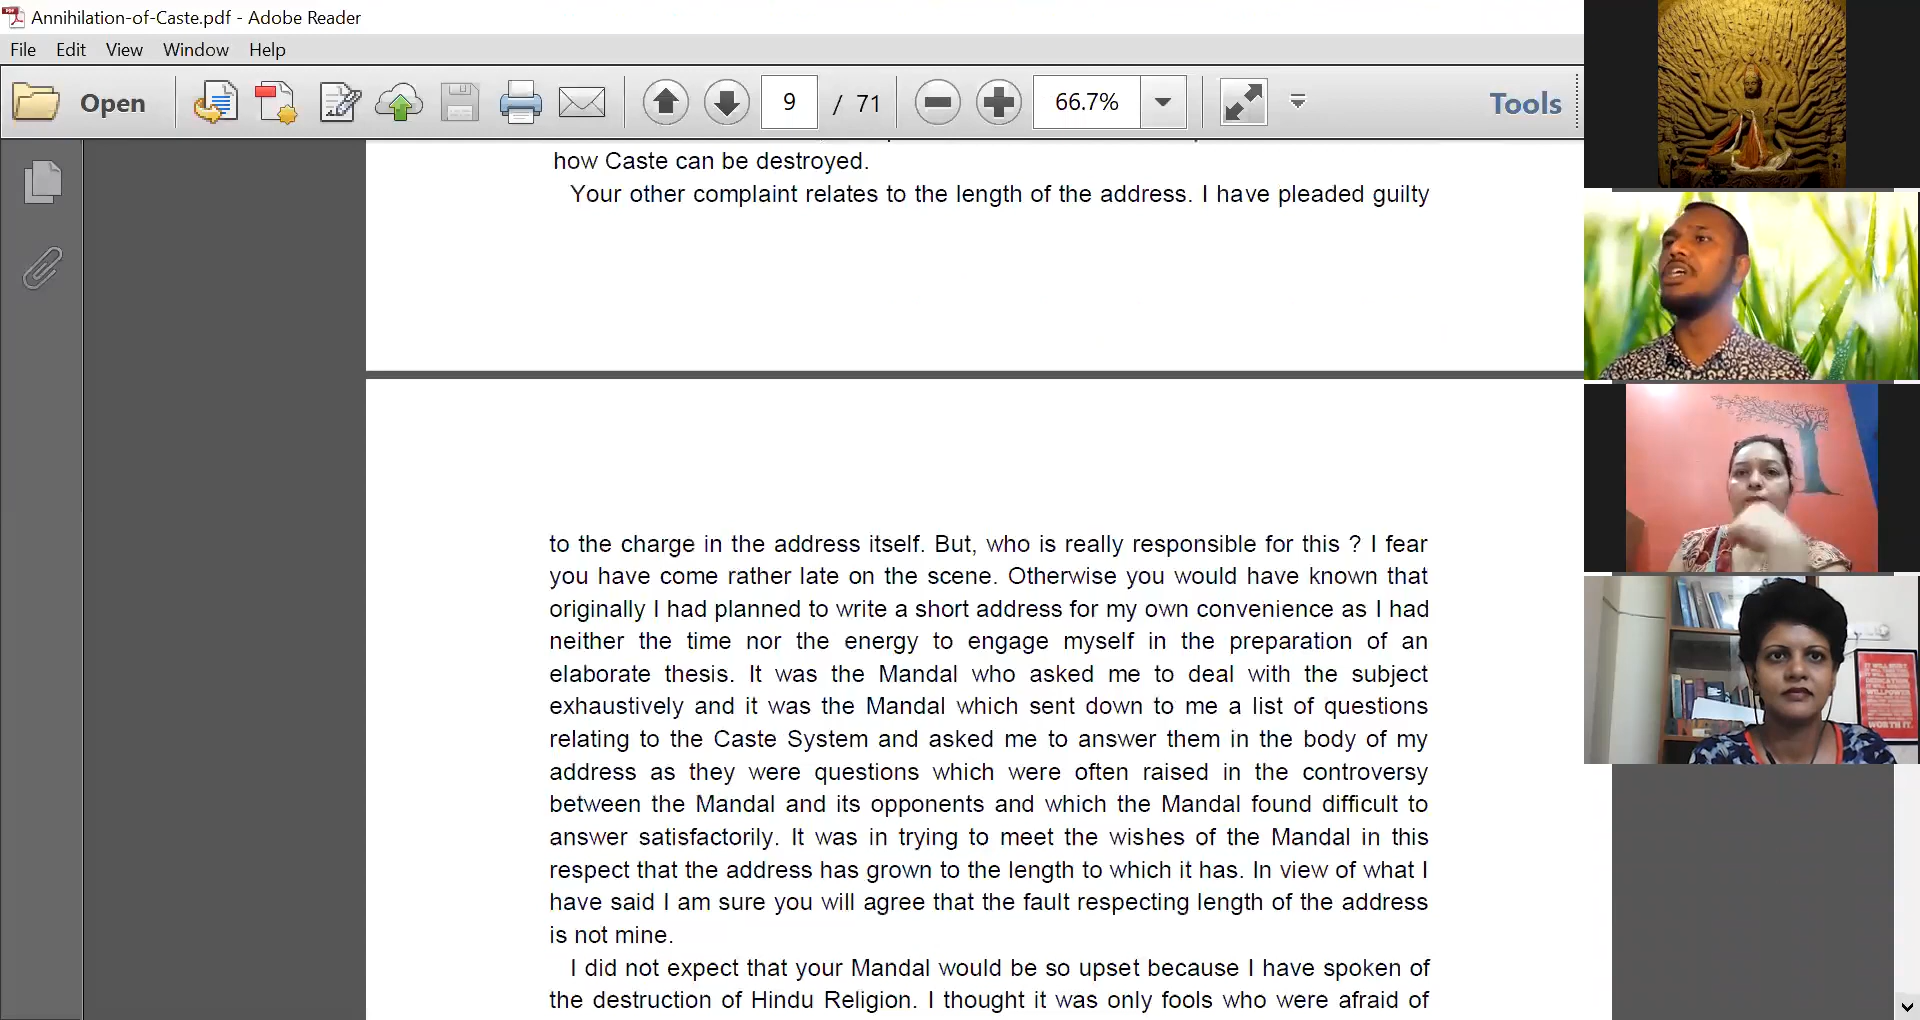 Annihilation-of-Caste.pdf - Adobe Reader
File Edit View Window Help
Open 9 / 71 66.7% Tools
how Caste can be destroyed.
Your other complaint relates to the length of the address. I have pleaded guilty
to the charge in the address itself. But, who is really responsible for this ? I fear
you have come rather late on the scene. Otherwise you would have known that
originally I had planned to write a short address for my own convenience as I had
neither the time nor the energy to engage myself in the preparation of an
elaborate thesis. It was the Mandal who asked me to deal with the subject
exhaustively and it was the Mandal which sent down to me a list of questions
relating to the Caste System and asked me to answer them in the body of my
address as they were questions which were often raised in the controversy
between the Mandal and its opponents and which the Mandal found difficult to
answer satisfactorily. It was in trying to meet the wishes of the Mandal in this
respect that the address has grown to the length to which it has. In view of what I
have said I am sure you will agree that the fault respecting length of the address
is not mine.
I did not expect that your Mandal would be so upset because I have spoken of
the destruction of Hindu Religion. I thought it was only fools who were afraid of
WILLPOWER
WORTH IT.